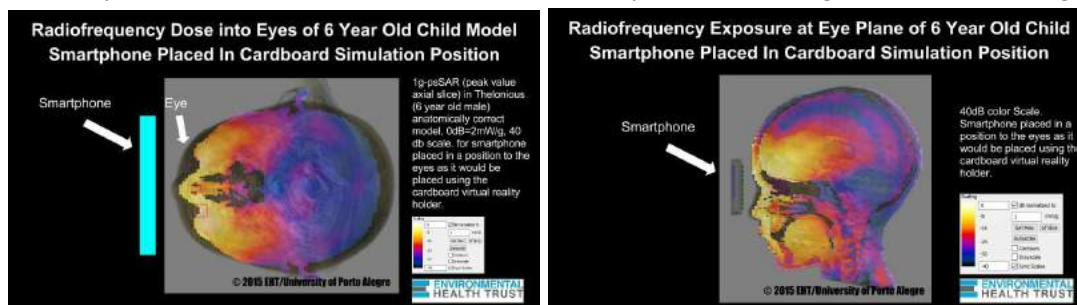 Radiofrequency Dose into Eyes of 6 Year Old Child Model
Smartphone Placed In Cardboard Simulation Position
Smartphone
Eye
1g-psSAR (peak value
axial slice) in Thelonious
(6 year old male)
anatomically correct
model, 0dB=2mW/g, 40
db scale. for smartphone
placed in a position to the
eyes as it would be
placed using the
cardboard virtual reality
holder.
© 2015 EHT/University of Porto Alegre
ENVIRONMENTAL
HEALTH TRUST
Radiofrequency Exposure at Eye Plane of 6 Year Old Child
Smartphone Placed In Cardboard Simulation Position
Smartphone
40dB color Scale.
Smartphone placed in a
position to the eyes as it
would be placed using the
cardboard virtual reality
holder.
© 2015 EHT/University of Porto Alegre
ENVIRONMENTAL
HEALTH TRUST